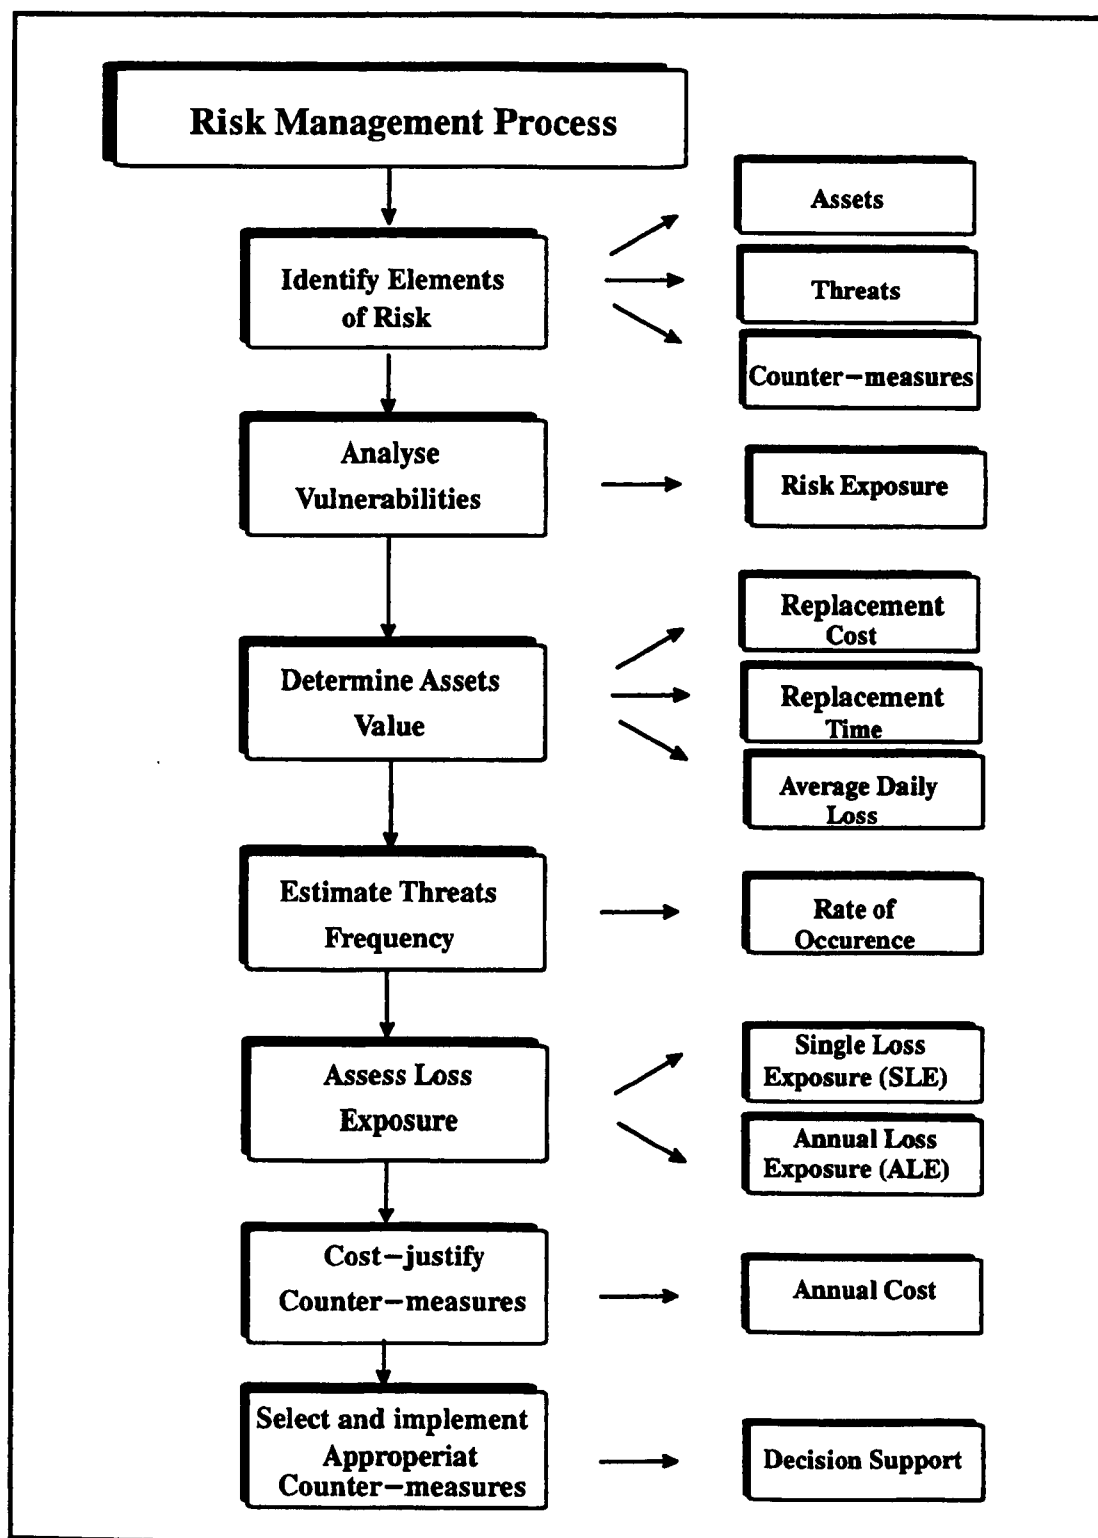 Risk Management Process
Assets
Identify Elements
of Risk
Threats
Counter-measures
Analyse
Vulnerabilities
Risk Exposure
Replacement
Cost
Determine Assets
Value
Replacement
Time
Average Daily
Loss
Estimate Threats
Frequency
Rate of
Occurence
Single Loss
Exposure (SLE)
Assess Loss
Exposure
Annual Loss
Exposure (ALE)
Cost-justify
Counter-measures
Annual Cost
Select and implement
Approperiat
Counter-measures
Decision Support